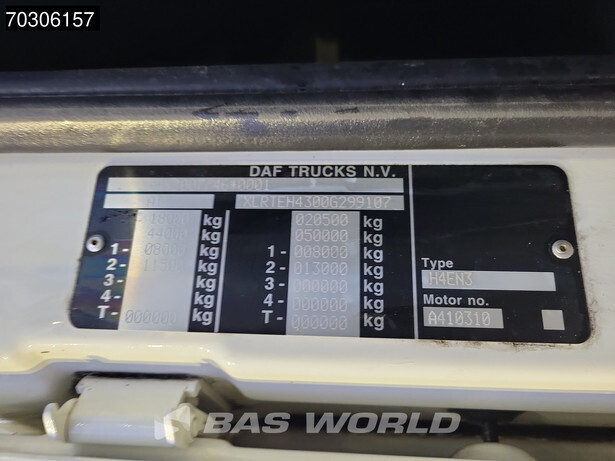 70306157
DAF TRUCKS N.V.
XLRTEH4300G299107
kg 020500 kg
kg 050000 kg
1- kg 1- 008000 kg
2- kg 2- 013000 kg
3- kg 3- 000000 kg
4- kg 4- 000000 kg
T- 000000 kg T- 000000 kg
Type
H4EN3
Motor no.
A410310
BAS WORLD